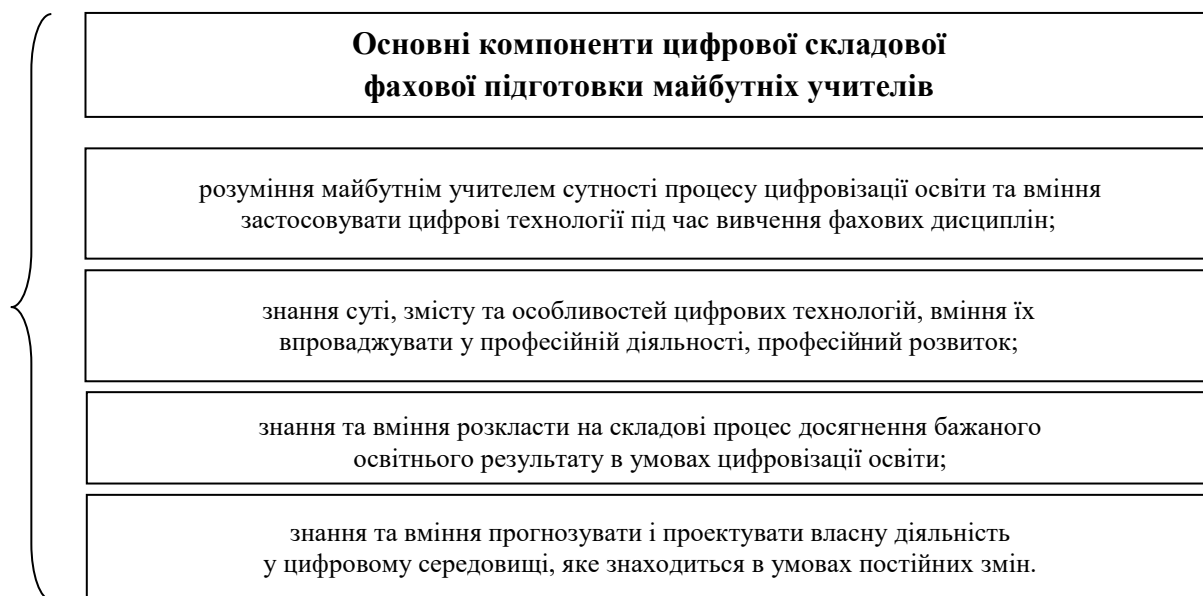 Основні компоненти цифрової складової
фахової підготовки майбутніх учителів
розуміння майбутнім учителем сутності процесу цифровізації освіти та вміння
застосовувати цифрові технології під час вивчення фахових дисциплін;
знання суті, змісту та особливостей цифрових технологій, вміння їх
впроваджувати у професійній діяльності, професійний розвиток;
знання та вміння розкласти на складові процес досягнення бажаного
освітнього результату в умовах цифровізації освіти;
знання та вміння прогнозувати і проектувати власну діяльність
у цифровому середовищі, яке знаходиться в умовах постійних змін.